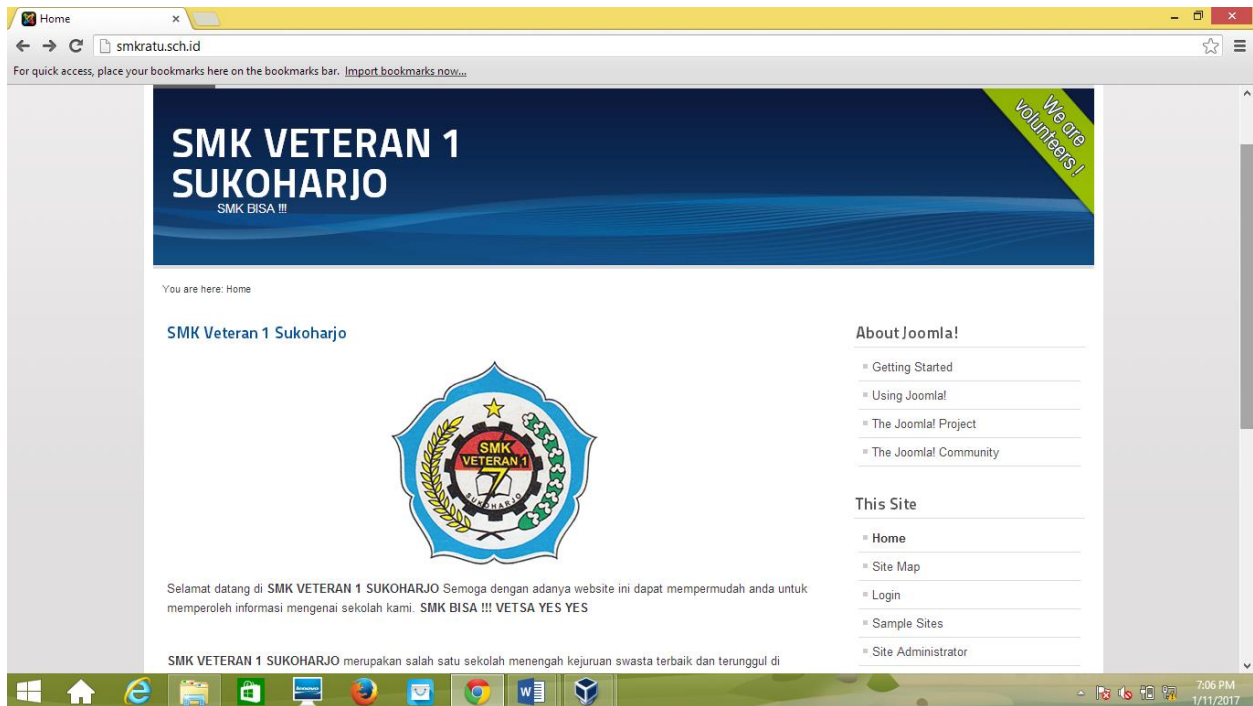 Home
smkratu.sch.id
For quick access, place your bookmarks here on the bookmarks bar. Import bookmarks now...
We are
volunteers !
SMK VETERAN 1
SUKOHARJO
SMK BISA !!!
You are here: Home
SMK Veteran 1 Sukoharjo
SMK
VETERAN 1
SUKOHARJO
Selamat datang di SMK VETERAN 1 SUKOHARJO Semoga dengan adanya website ini dapat mempermudah anda untuk
memperoleh informasi mengenai sekolah kami. SMK BISA !!! VETSA YES YES
SMK VETERAN 1 SUKOHARJO merupakan salah satu sekolah menengah kejuruan swasta terbaik dan terunggul di
About Joomla!
Getting Started
Using Joomla!
The Joomla! Project
The Joomla! Community
This Site
Home
Site Map
Login
Sample Sites
Site Administrator
lenovo
7:06 PM
1/11/2017